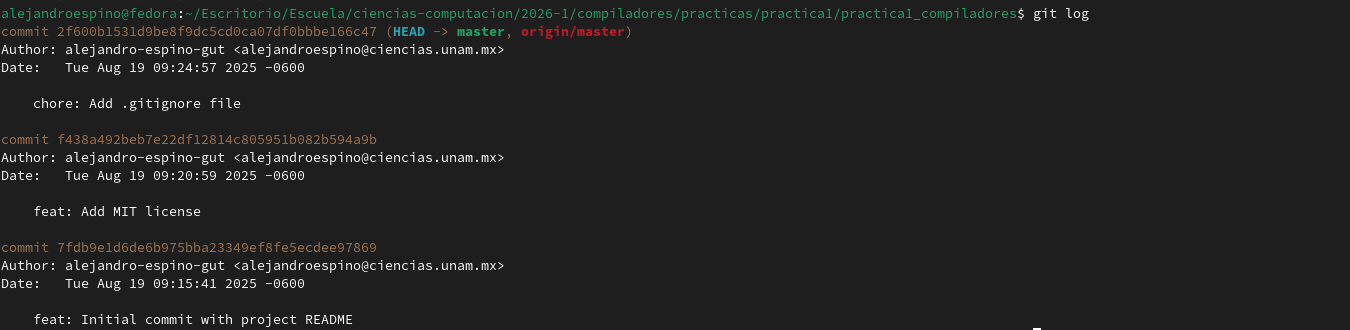 alejandroespino@fedora:~/Escritorio/Escuela/ciencias-computacion/2026-1/compiladores/practicas/practica1/practica1_compiladores$ git log
commit 2f600b1531d9be8f9dc5cd0ca07df0bbbe166c47 (HEAD -> master, origin/master)
Author: alejandro-espino-gut <alejandroespino@ciencias.unam.mx>
Date:   Tue Aug 19 09:24:57 2025 -0600
    chore: Add .gitignore file
commit f438a492beb7e22df12814c805951b082b594a9b
Author: alejandro-espino-gut <alejandroespino@ciencias.unam.mx>
Date:   Tue Aug 19 09:20:59 2025 -0600
    feat: Add MIT license
commit 7fdb9e1d6de6b975bba23349ef8fe5ecdee97869
Author: alejandro-espino-gut <alejandroespino@ciencias.unam.mx>
Date:   Tue Aug 19 09:15:41 2025 -0600
    feat: Initial commit with project README